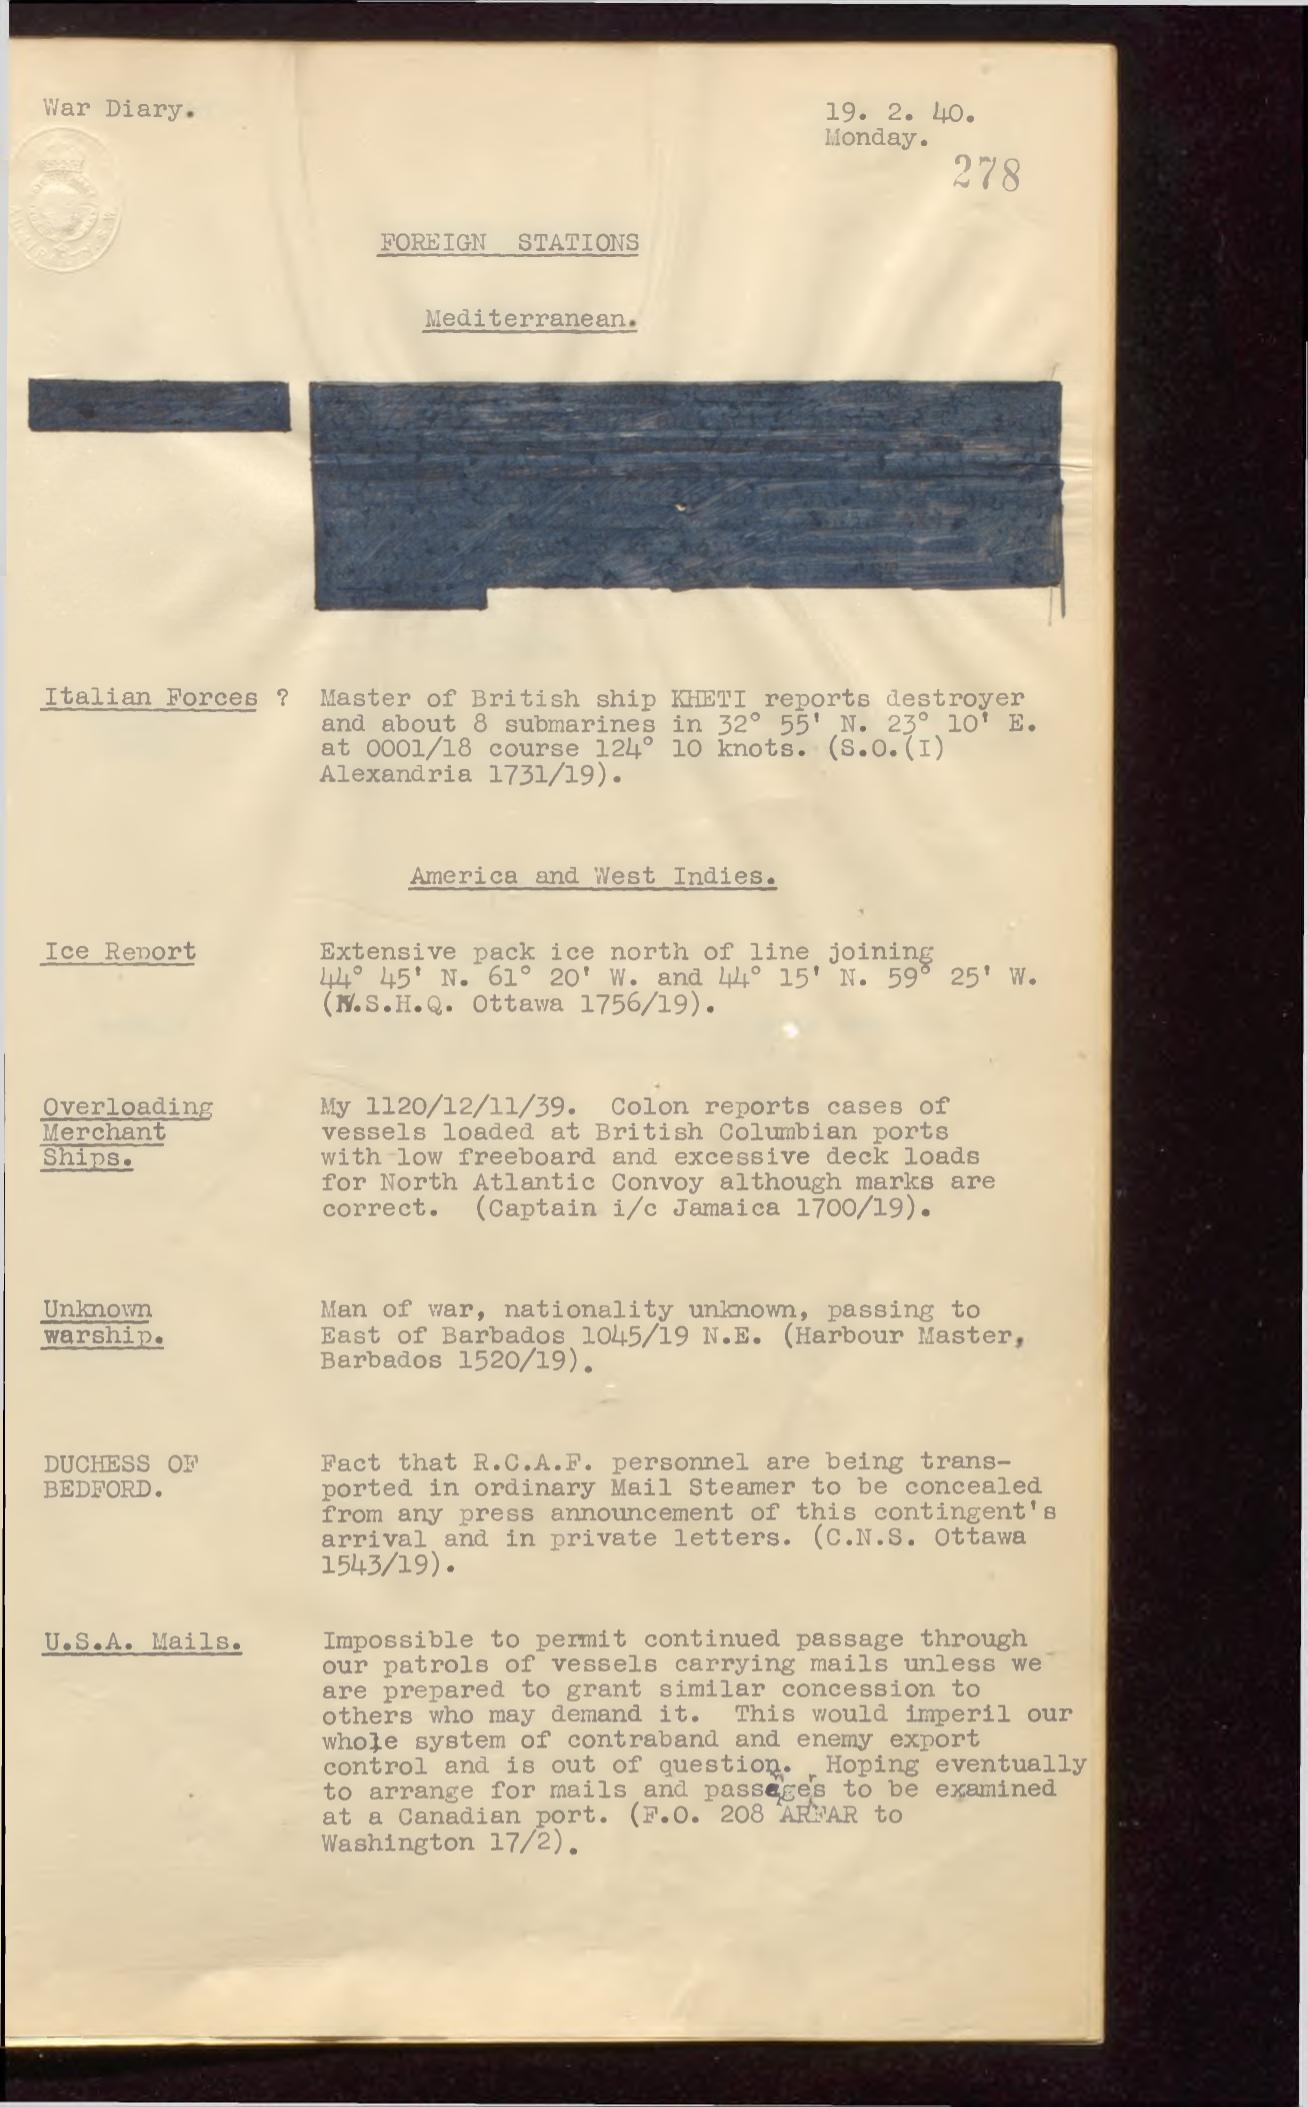 War Diary.
19. 2. 40.
Monday.
278
FOREIGN STATIONS
Mediterranean.
Italian Forces ?
Master of British ship KHETI reports destroyer
and about 8 submarines in 32° 55' N. 23° 10' E.
at 0001/18 course 124° 10 knots. (S.O.(I)
Alexandria 1731/19).
America and West Indies.
Ice Report
Extensive pack ice north of line joining
44° 45' N. 61° 20' W. and 44° 15' N. 59° 25' W.
(N.S.H.Q. Ottawa 1756/19).
Overloading
Merchant
Ships.
My 1120/12/11/39. Colon reports cases of
vessels loaded at British Columbian ports
with low freeboard and excessive deck loads
for North Atlantic Convoy although marks are
correct. (Captain i/c Jamaica 1700/19).
Unknown
warship.
Man of war, nationality unknown, passing to
East of Barbados 1045/19 N.E. (Harbour Master,
Barbados 1520/19).
DUCHESS OF
BEDFORD.
Fact that R.C.A.F. personnel are being trans-
ported in ordinary Mail Steamer to be concealed
from any press announcement of this contingent's
arrival and in private letters. (C.N.S. Ottawa
1543/19).
U.S.A. Mails.
Impossible to permit continued passage through
our patrols of vessels carrying mails unless we
are prepared to grant similar concession to
others who may demand it. This would imperil our
whole system of contraband and enemy export
control and is out of question. Hoping eventually
to arrange for mails and to be examined
at a Canadian port. (F.O. 208 ARFAR to
Washington 17/2).